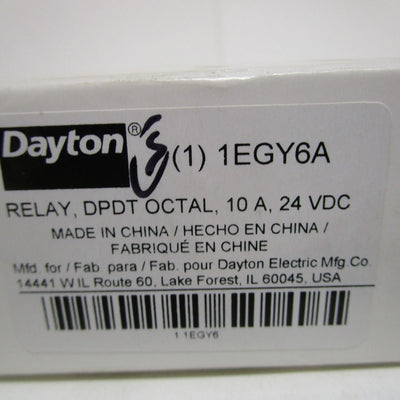 Dayton® (1) 1EGY6A
RELAY, DPDT OCTAL, 10 A, 24 VDC
MADE IN CHINA / HECHO EN CHINA /
FABRIQUÉ EN CHINE
Mfd. for / Fab. para / Fab. pour Dayton Electric Mfg. Co.
14441 W IL Route 60, Lake Forest, IL 60045, USA
1 1EGY6